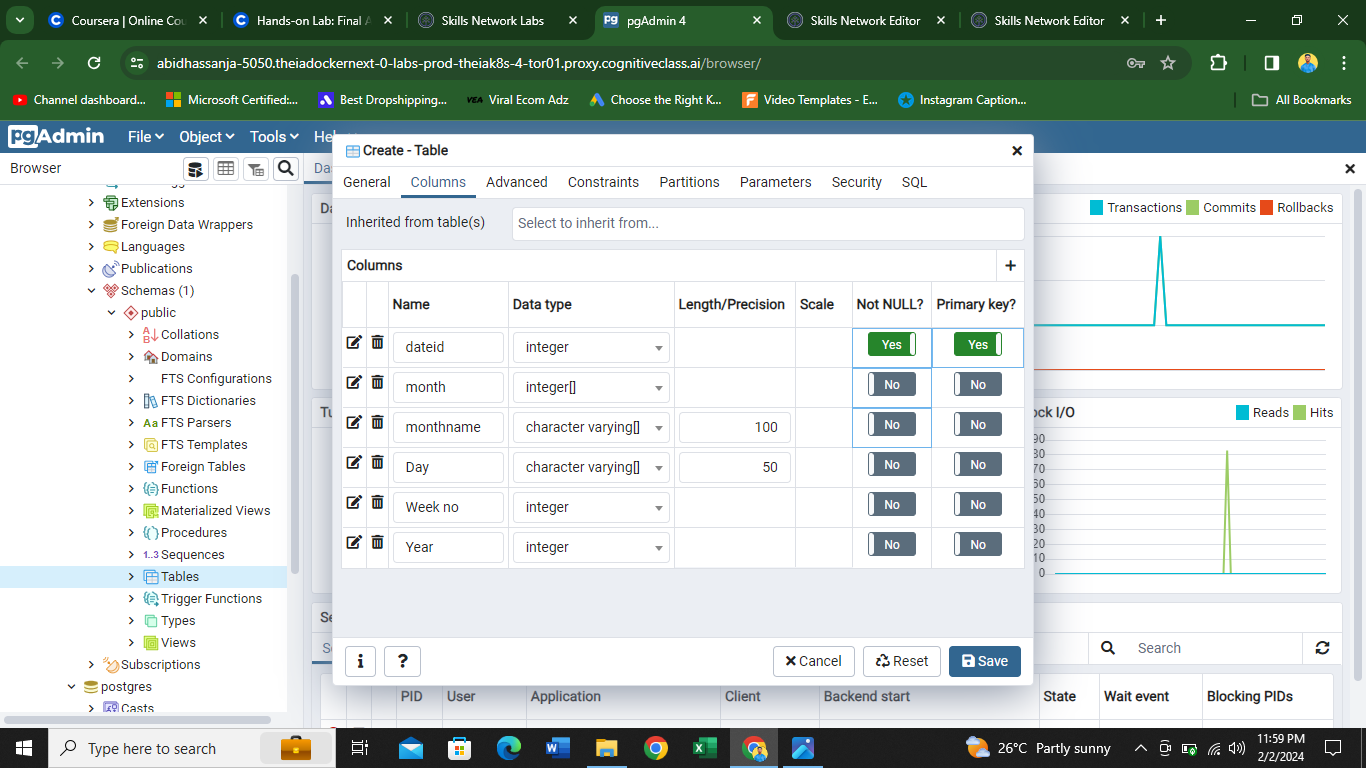 Coursera | Online Cou
Hands-on Lab: Final A
Skills Network Labs
pgAdmin 4
Skills Network Editor
Skills Network Editor
abidhassanja-5050.theiadockernext-0-labs-prod-theiak8s-4-tor01.proxy.cognitiveclass.ai/browser/
Channel dashboard...
Microsoft Certified:...
Best Dropshipping...
VEA Viral Ecom Adz
Choose the Right K...
Video Templates - E...
Instagram Caption...
All Bookmarks
pgAdmin File Object Tools Help
Browser
Extensions
Foreign Data Wrappers
Languages
Publications
Schemas (1)
public
Collations
Domains
FTS Configurations
FTS Dictionaries
FTS Parsers
FTS Templates
Foreign Tables
Functions
Materialized Views
Procedures
1..3 Sequences
Tables
Trigger Functions
Types
Views
Subscriptions
postgres
Casts
Create - Table
General Columns Advanced Constraints Partitions Parameters Security SQL
Inherited from table(s) Select to inherit from...
Columns
Name Data type Length/Precision Scale Not NULL? Primary key?
dateid integer Yes Yes
month integer[] No No
monthname character varying[] 100 No No
Day character varying[] 50 No No
Week no integer No No
Year integer No No
i ? Cancel Reset Save
Transactions Commits Rollbacks
ock I/O Reads Hits
90
80
70
60
50
40
30
20
10
0
Search
PID User Application Client Backend start State Wait event Blocking PIDs
Type here to search
26°C Partly sunny
11:59 PM
2/2/2024